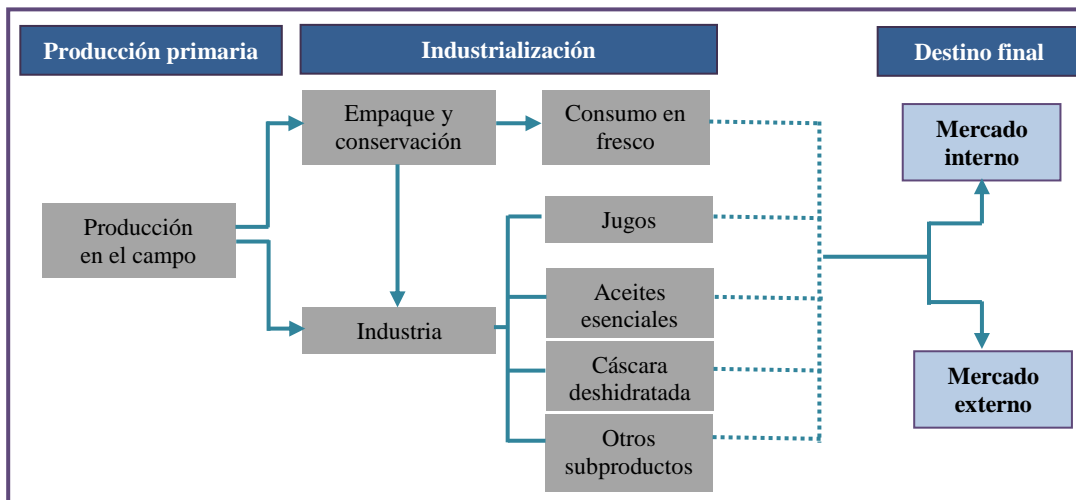 Producción primaria
Industrialización
Destino final
Empaque y
conservación
Consumo en
fresco
Mercado
interno
Producción
en el campo
Jugos
Aceites
esenciales
Industria
Cáscara
deshidratada
Mercado
externo
Otros
subproductos